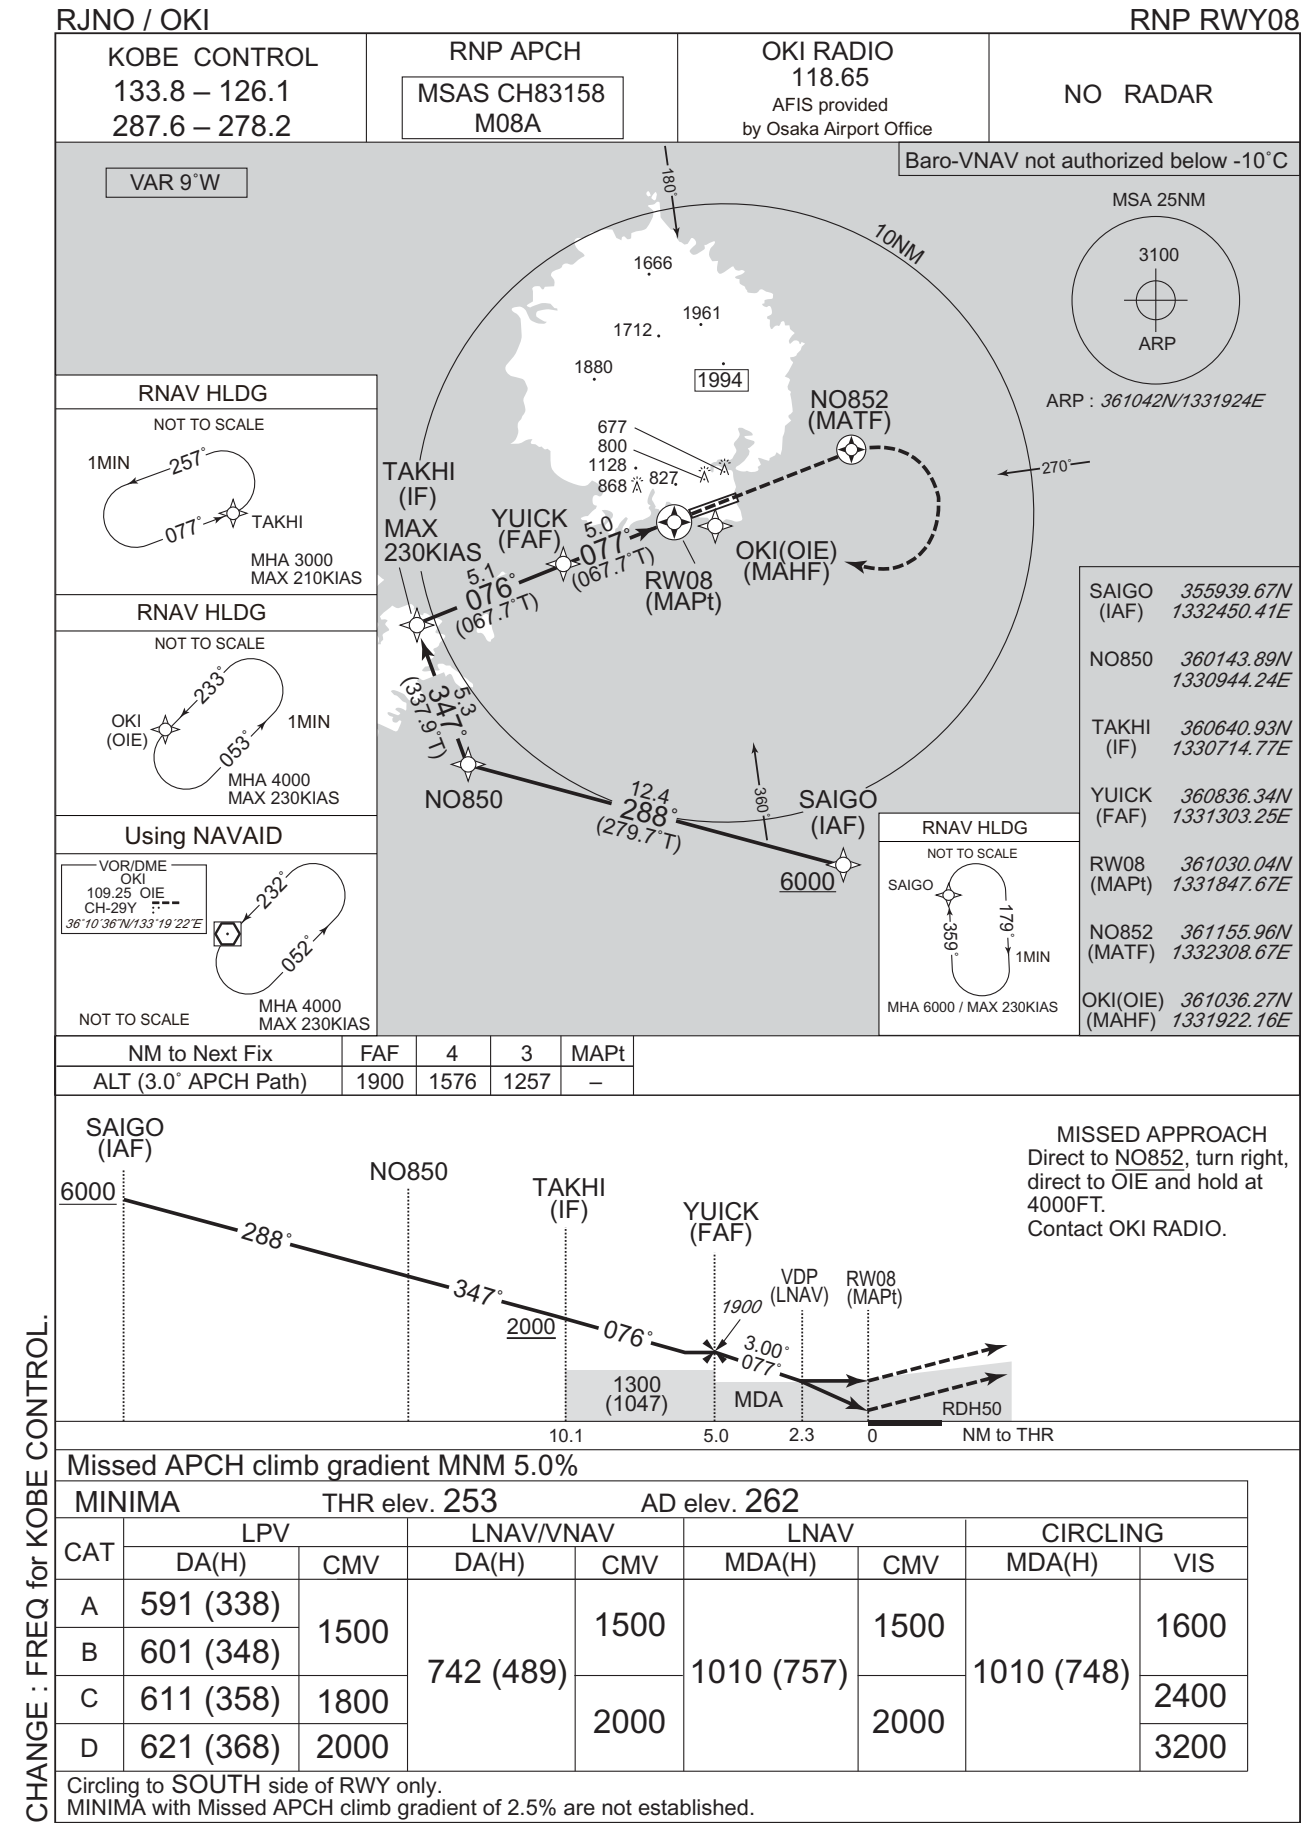 RJNO / OKI
RNP RWY08
KOBE CONTROL
133.8 – 126.1
287.6 – 278.2
RNP APCH
MSAS CH83158
M08A
OKI RADIO
118.65
AFIS provided
by Osaka Airport Office
NO RADAR
VAR 9˚W
Baro-VNAV not authorized below -10˚C
180˚
10NM
MSA 25NM
3100
ARP
ARP : 361042N/1331924E
1666
1961
1712
1880
1994
677
800
1128
868
827
NO852
(MATF)
270˚
RNAV HLDG
NOT TO SCALE
1MIN
257˚
077˚
TAKHI
MHA 3000
MAX 210KIAS
TAKHI
(IF)
MAX
230KIAS
YUICK
(FAF)
5.0
077˚
(067.7˚T)
5.1
076˚
(067.7˚T)
RW08
(MAPt)
OKI(OIE)
(MAHF)
RNAV HLDG
NOT TO SCALE
233˚
OKI
(OIE)
1MIN
053˚
MHA 4000
MAX 230KIAS
5.3
347˚
(337.9˚T)
NO850
12.4
288˚
(279.7˚T)
360˚
SAIGO
(IAF)
6000
Using NAVAID
VOR/DME
OKI
109.25 OIE
CH-29Y
36˚10´36˝N/133˚19´22˝E
232˚
052˚
NOT TO SCALE
MHA 4000
MAX 230KIAS
RNAV HLDG
NOT TO SCALE
SAIGO
179˚
359˚
1MIN
MHA 6000 / MAX 230KIAS
SAIGO 355939.67N
(IAF) 1332450.41E
NO850 360143.89N
1330944.24E
TAKHI 360640.93N
(IF) 1330714.77E
YUICK 360836.34N
(FAF) 1331303.25E
RW08 361030.04N
(MAPt) 1331847.67E
NO852 361155.96N
(MATF) 1332308.67E
OKI(OIE) 361036.27N
(MAHF) 1331922.16E
NM to Next Fix FAF 4 3 MAPt
ALT (3.0˚ APCH Path) 1900 1576 1257 –
SAIGO
(IAF)
6000
288˚
NO850
347˚
TAKHI
(IF)
2000
076˚
YUICK
(FAF)
1900
3.00˚
077˚
VDP
(LNAV)
RW08
(MAPt)
1300
(1047)
MDA
RDH50
10.1 5.0 2.3 0 NM to THR
MISSED APPROACH
Direct to NO852, turn right,
direct to OIE and hold at
4000FT.
Contact OKI RADIO.
Missed APCH climb gradient MNM 5.0%
MINIMA THR elev. 253 AD elev. 262
CAT LPV LNAV/VNAV LNAV CIRCLING
DA(H) CMV DA(H) CMV MDA(H) CMV MDA(H) VIS
A 591 (338) 1500 742 (489) 1500 1010 (757) 1500 1010 (748) 1600
B 601 (348)
C 611 (358) 1800 2000 2000 2400
D 621 (368) 2000 3200
Circling to SOUTH side of RWY only.
MINIMA with Missed APCH climb gradient of 2.5% are not established.
CHANGE : FREQ for KOBE CONTROL.